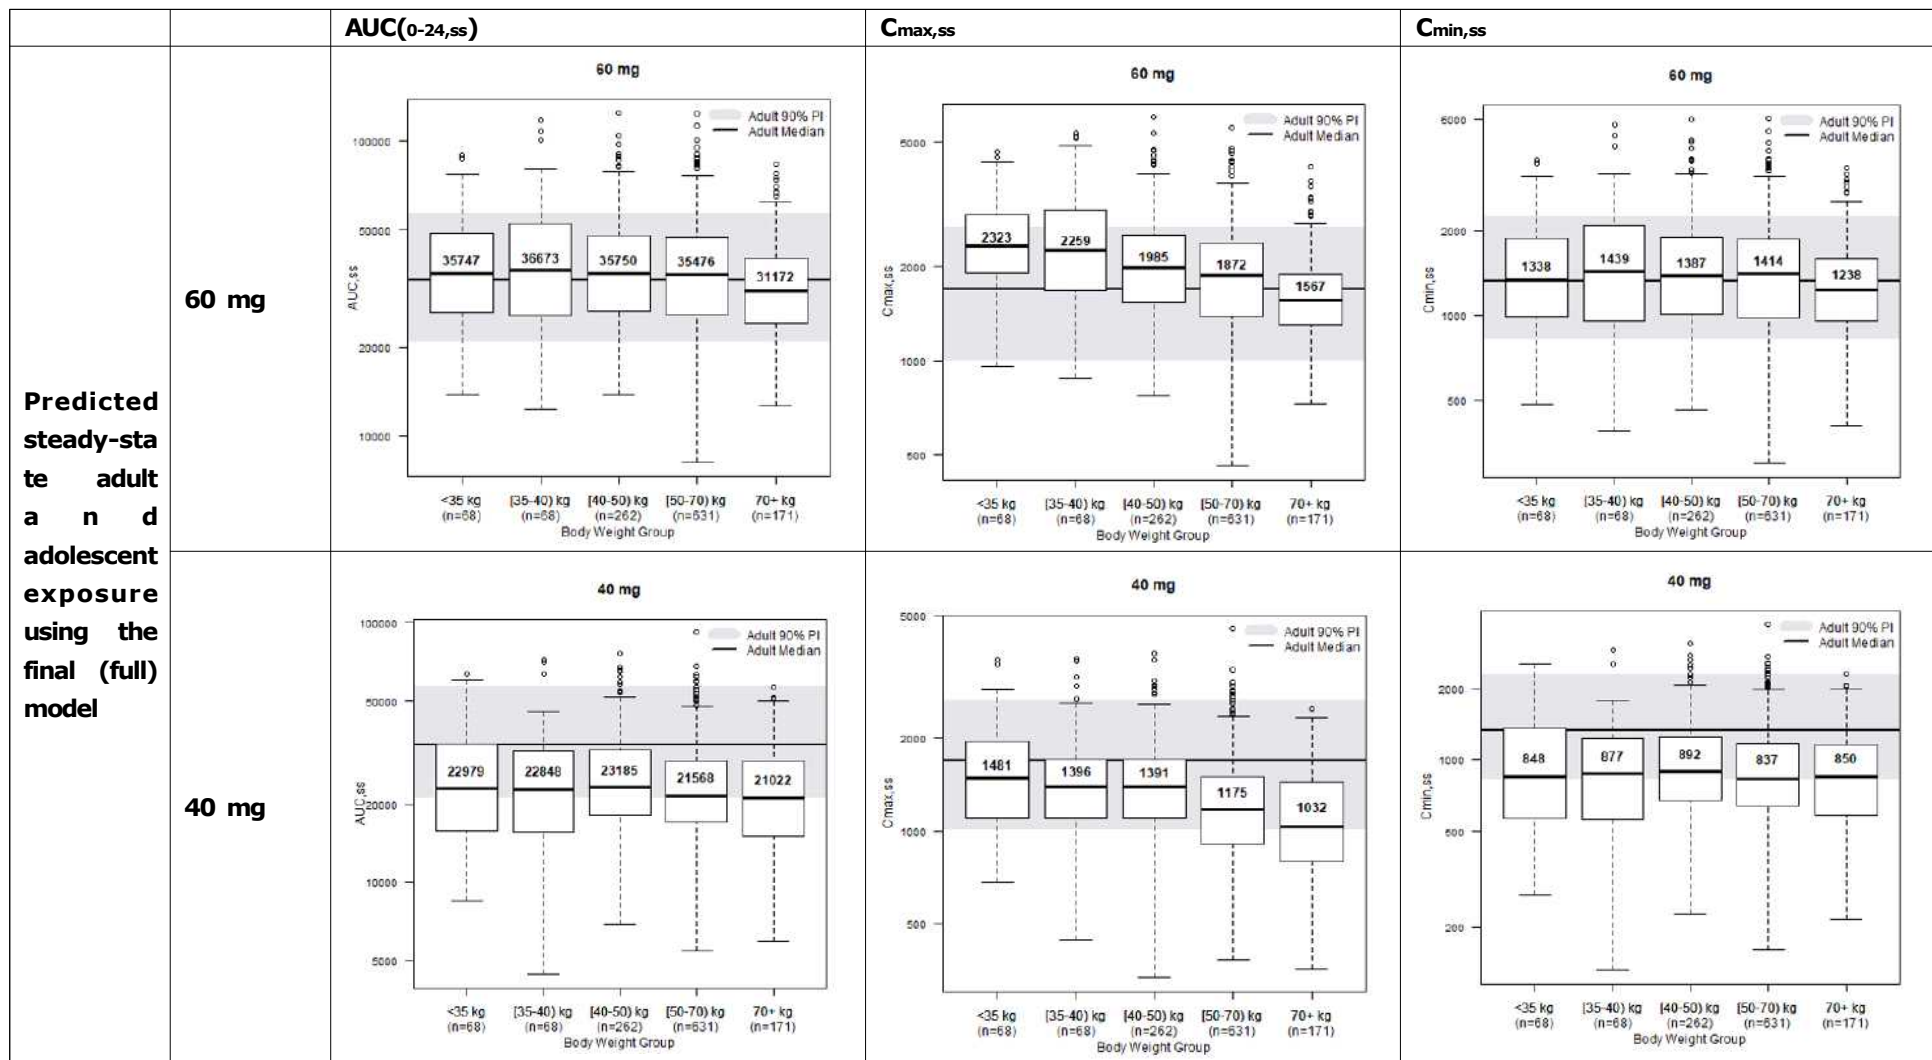 AUC(0-24,ss)
Cmax,ss
Cmin,ss
Predicted
steady-sta
te adult
a n d
adolescent
exposure
using the
final (full)
model
60 mg
60 mg
Adult 90% PI
Adult Median
AUC,ss
100000
50000
20000
10000
35747
36673
35750
35476
31172
<35 kg [35-40) kg [40-50) kg [50-70) kg 70+ kg
(n=68) (n=68) (n=262) (n=631) (n=171)
Body Weight Group
60 mg
Adult 90% PI
Adult Median
Cmax,ss
5000
2000
1000
500
2323
2259
1985
1872
1567
<35 kg [35-40) kg [40-50) kg [50-70) kg 70+ kg
(n=68) (n=68) (n=262) (n=631) (n=171)
Body Weight Group
60 mg
Adult 90% PI
Adult Median
Cmin,ss
5000
2000
1000
500
1338
1439
1387
1414
1238
<35 kg [35-40) kg [40-50) kg [50-70) kg 70+ kg
(n=68) (n=68) (n=262) (n=631) (n=171)
Body Weight Group
40 mg
40 mg
Adult 90% PI
Adult Median
AUC,ss
100000
50000
20000
10000
5000
22979
22848
23185
21568
21022
<35 kg [35-40) kg [40-50) kg [50-70) kg 70+ kg
(n=68) (n=68) (n=262) (n=631) (n=171)
Body Weight Group
40 mg
Adult 90% PI
Adult Median
Cmax,ss
5000
2000
1000
500
1481
1396
1391
1175
1032
<35 kg [35-40) kg [40-50) kg [50-70) kg 70+ kg
(n=68) (n=68) (n=262) (n=631) (n=171)
Body Weight Group
40 mg
Adult 90% PI
Adult Median
Cmin,ss
2000
1000
500
200
848
877
892
837
850
<35 kg [35-40) kg [40-50) kg [50-70) kg 70+ kg
(n=68) (n=68) (n=262) (n=631) (n=171)
Body Weight Group